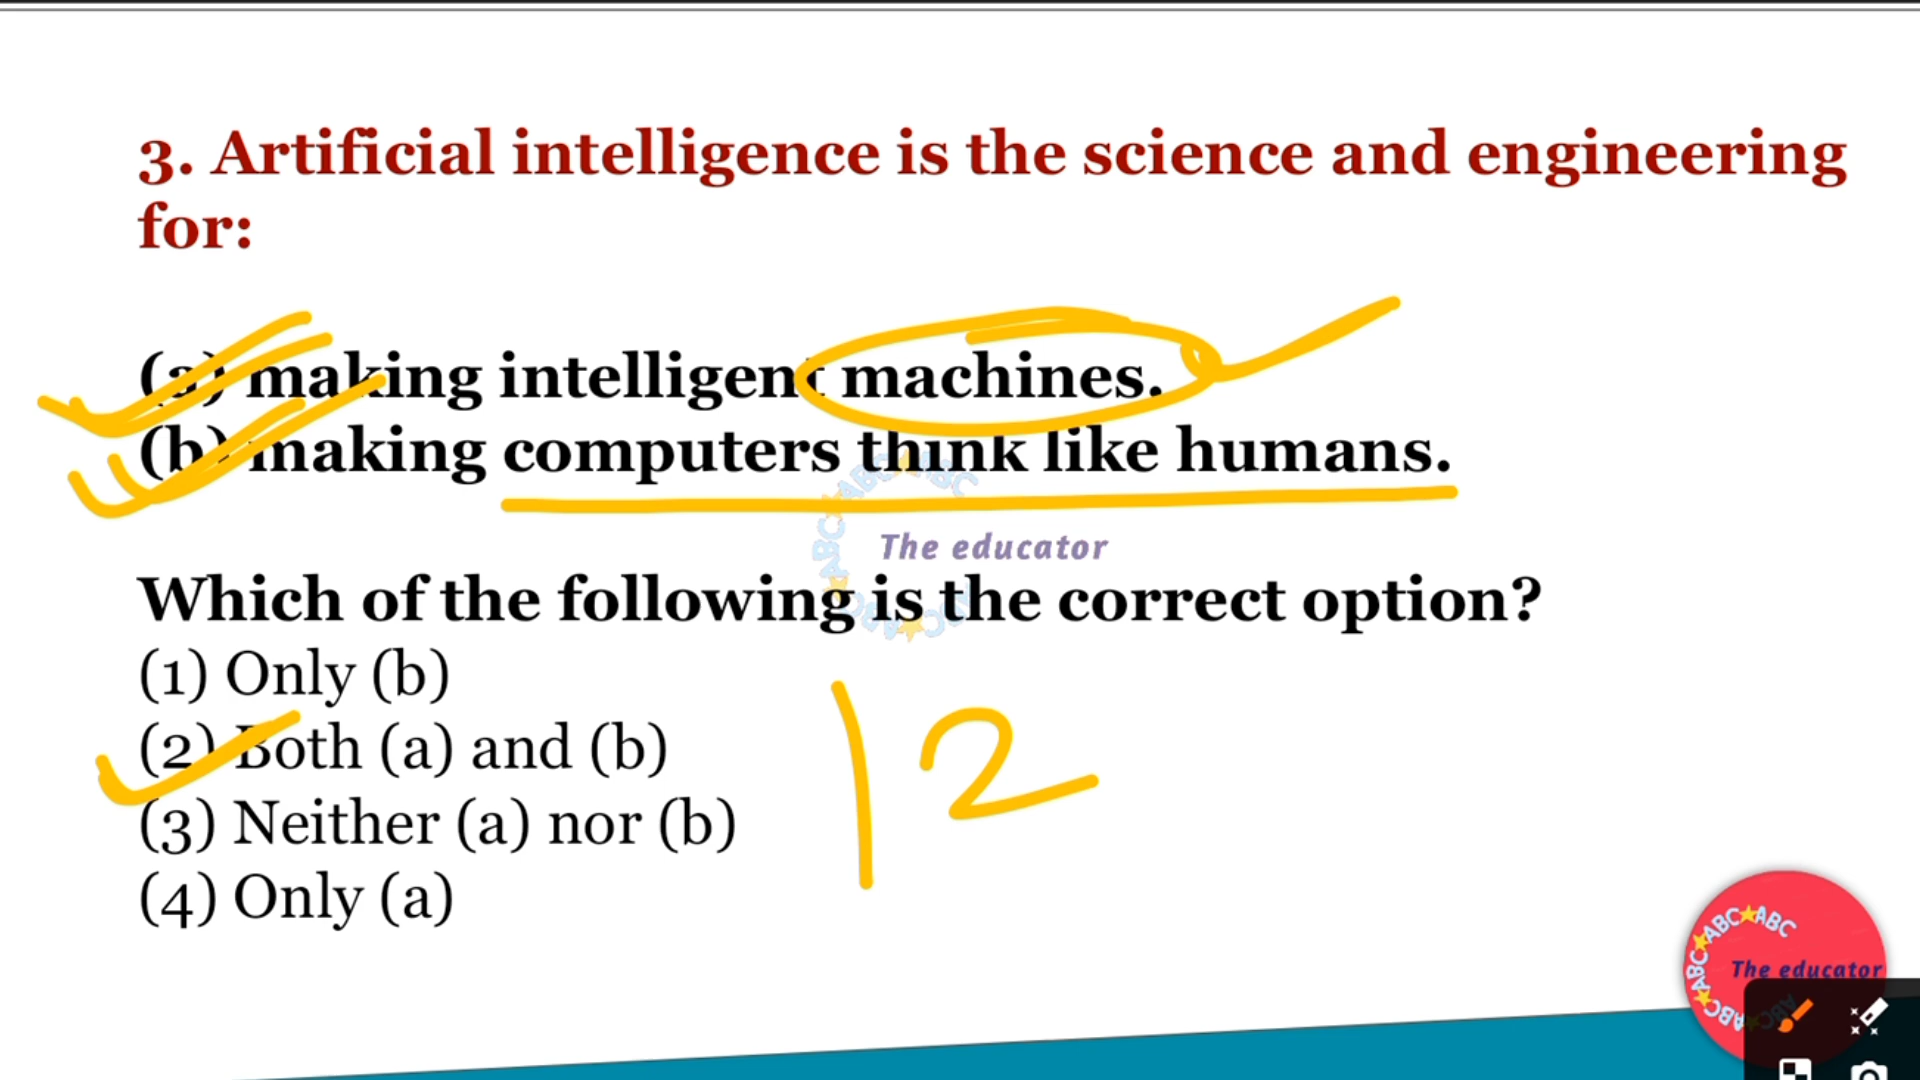 3. Artificial intelligence is the science and engineering
for:
(a) making intelligent machines.
(b) making computers think like humans.
The educator
Which of the following is the correct option?
(1) Only (b)
(2) Both (a) and (b)
(3) Neither (a) nor (b)
(4) Only (a)
12
ABC ABC ABC ABC
The educator